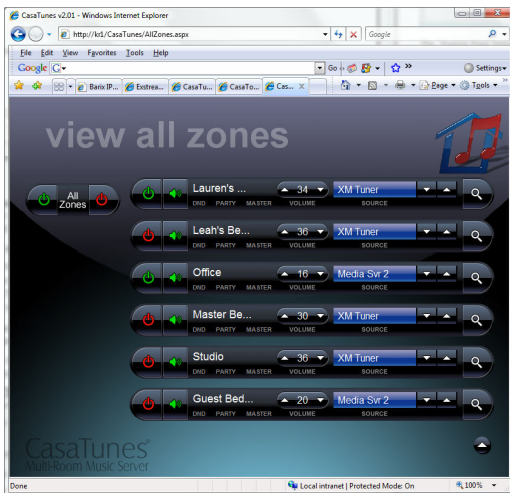 CasaTunes v2.01 - Windows Internet Explorer
http://kr1/CasaTunes/AllZones.aspx
Google
File Edit View Favorites Tools Help
Google G Go Settings
Barix IP... Exstrea... CasaTu... CasaTo... Cas... Page Tools
view all zones
All Zones
Lauren's ... 34 XM Tuner
DND PARTY MASTER VOLUME SOURCE
Leah's Be... 36 XM Tuner
DND PARTY MASTER VOLUME SOURCE
Office 16 Media Svr 2
DND PARTY MASTER VOLUME SOURCE
Master Be... 30 XM Tuner
DND PARTY MASTER VOLUME SOURCE
Studio 36 XM Tuner
DND PARTY MASTER VOLUME SOURCE
Guest Bed... 20 Media Svr 2
DND PARTY MASTER VOLUME SOURCE
CasaTunes®
Multi-Room Music Server
Done Local intranet | Protected Mode: On 100%